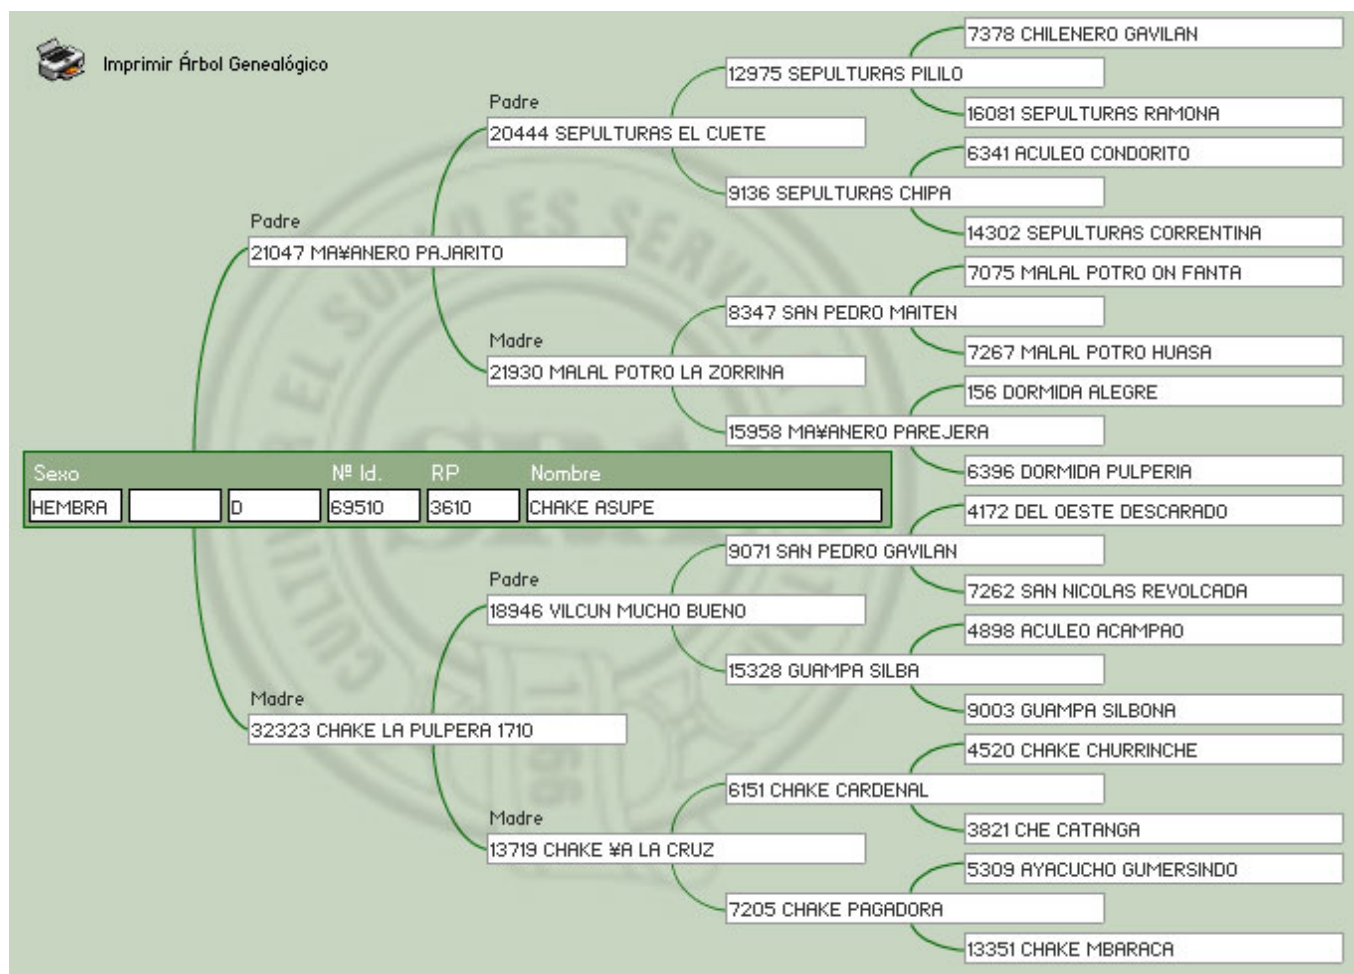 Imprimir Árbol Genealógico
7378 CHILENERO GAVILAN
12975 SEPULTURAS PILILO
Padre
16081 SEPULTURAS RAMONA
20444 SEPULTURAS EL CUETE
6341 ACULEO CONDORITO
9136 SEPULTURAS CHIPA
Padre
14302 SEPULTURAS CORRENTINA
21047 MA¥ANERO PAJARITO
7075 MALAL POTRO ON FANTA
8347 SAN PEDRO MAITEN
Madre
7267 MALAL POTRO HUASA
21930 MALAL POTRO LA ZORRINA
156 DORMIDA ALEGRE
15958 MA¥ANERO PAREJERA
6396 DORMIDA PULPERIA
Sexo Nº Id. RP Nombre
HEMBRA D 69510 3610 CHAKE ASUPE
4172 DEL OESTE DESCARADO
9071 SAN PEDRO GAVILAN
Padre
7262 SAN NICOLAS REVOLCADA
18946 VILCUN MUCHO BUENO
4898 ACULEO ACAMPAO
15328 GUAMPA SILBA
Madre
9003 GUAMPA SILBONA
32323 CHAKE LA PULPERA 1710
4520 CHAKE CHURRINCHE
6151 CHAKE CARDENAL
Madre
3821 CHE CATANGA
13719 CHAKE ¥A LA CRUZ
5309 AYACUCHO GUMERSINDO
7205 CHAKE PAGADORA
13351 CHAKE MBARACA